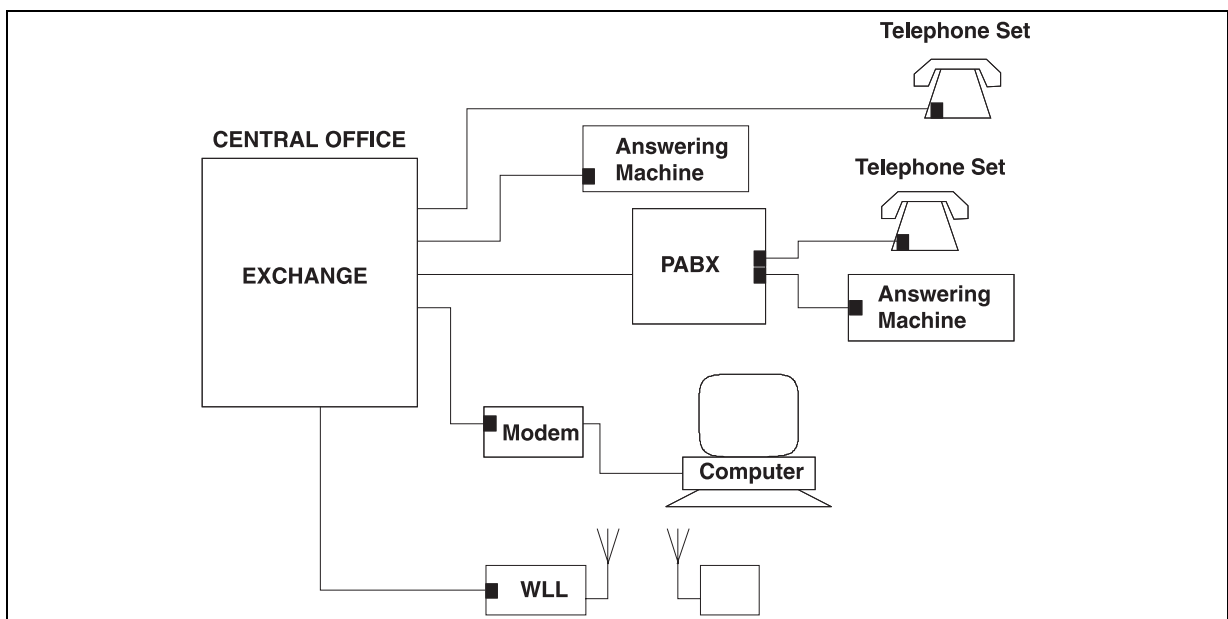 Telephone Set
CENTRAL OFFICE
Answering
Machine
Telephone Set
EXCHANGE
PABX
Answering
Machine
Modem
Computer
WLL